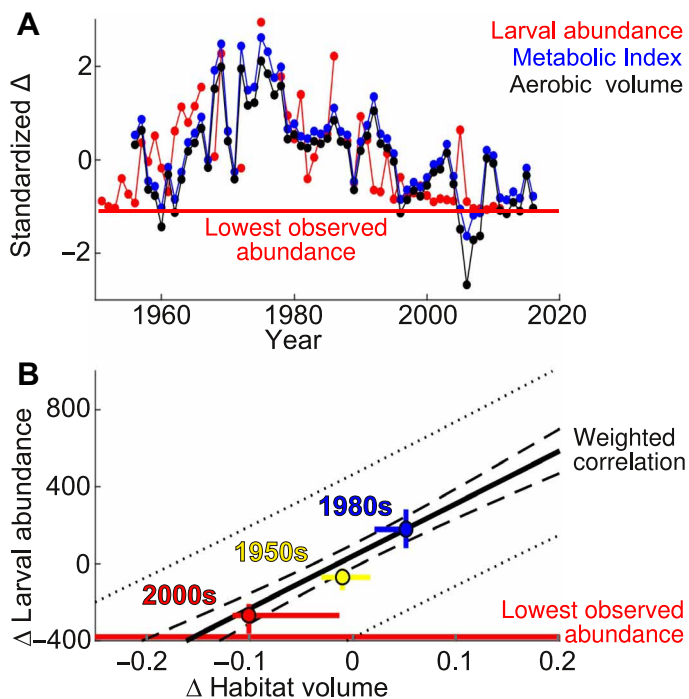 A
Larval abundance
Metabolic Index
Aerobic volume
Standardized Δ
2
0
−2
Lowest observed
abundance
1960
1980
2000
2020
Year
B
Δ Larval abundance
800
400
0
−400
Weighted
correlation
1980s
1950s
2000s
Lowest observed
abundance
−0.2
−0.1
0
0.1
0.2
Δ Habitat volume